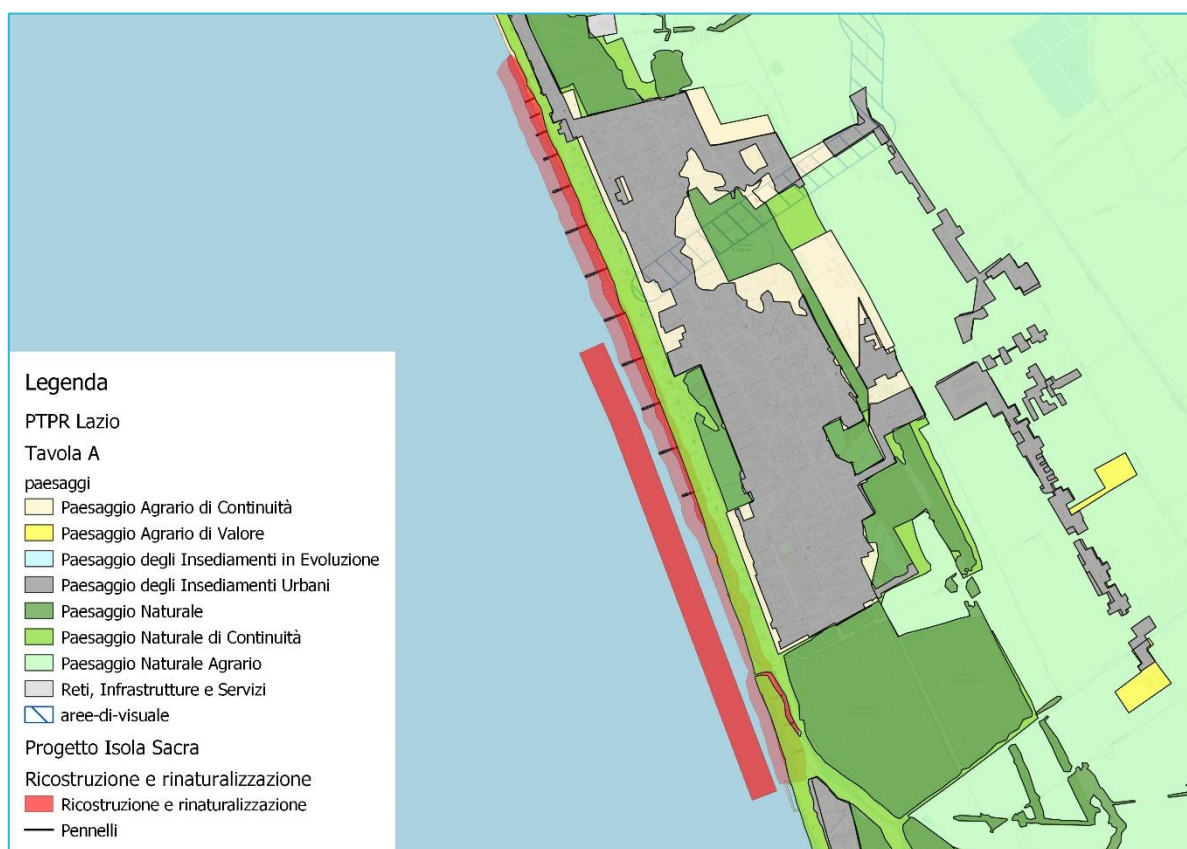 Legenda
PTPR Lazio
Tavola A
paesaggi
Paesaggio Agrario di Continuità
Paesaggio Agrario di Valore
Paesaggio degli Insediamenti in Evoluzione
Paesaggio degli Insediamenti Urbani
Paesaggio Naturale
Paesaggio Naturale di Continuità
Paesaggio Naturale Agrario
Reti, Infrastrutture e Servizi
aree-di-visuale
Progetto Isola Sacra
Ricostruzione e rinaturalizzazione
Ricostruzione e rinaturalizzazione
Pennelli